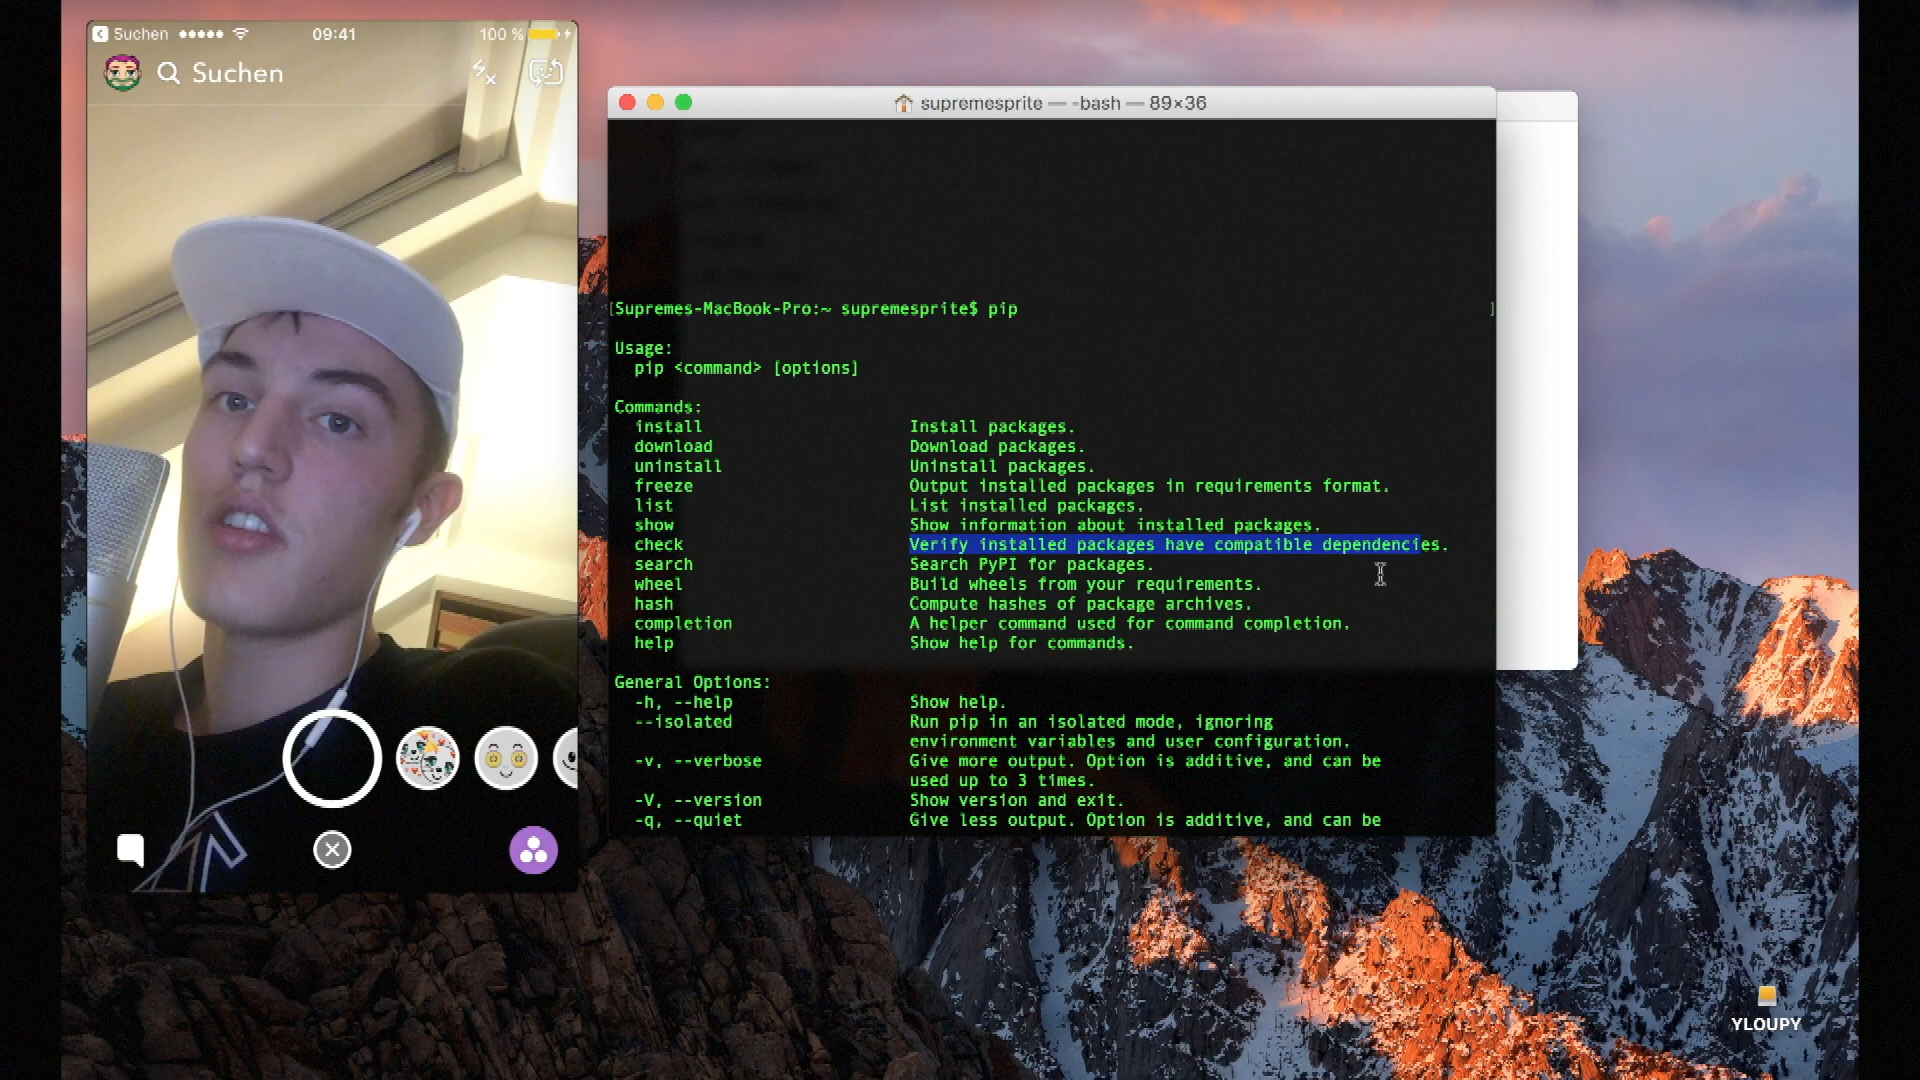 Suchen 09:41 100 %
Suchen
supremesprite — -bash — 89×36
[Supremes-MacBook-Pro:~ supremesprite$ pip ]
Usage:
pip <command> [options]
Commands:
install Install packages.
download Download packages.
uninstall Uninstall packages.
freeze Output installed packages in requirements format.
list List installed packages.
show Show information about installed packages.
check Verify installed packages have compatible dependencies.
search Search PyPI for packages.
wheel Build wheels from your requirements.
hash Compute hashes of package archives.
completion A helper command used for command completion.
help Show help for commands.
General Options:
-h, --help Show help.
--isolated Run pip in an isolated mode, ignoring
environment variables and user configuration.
-v, --verbose Give more output. Option is additive, and can be
used up to 3 times.
-V, --version Show version and exit.
-q, --quiet Give less output. Option is additive, and can be
YLOUPY